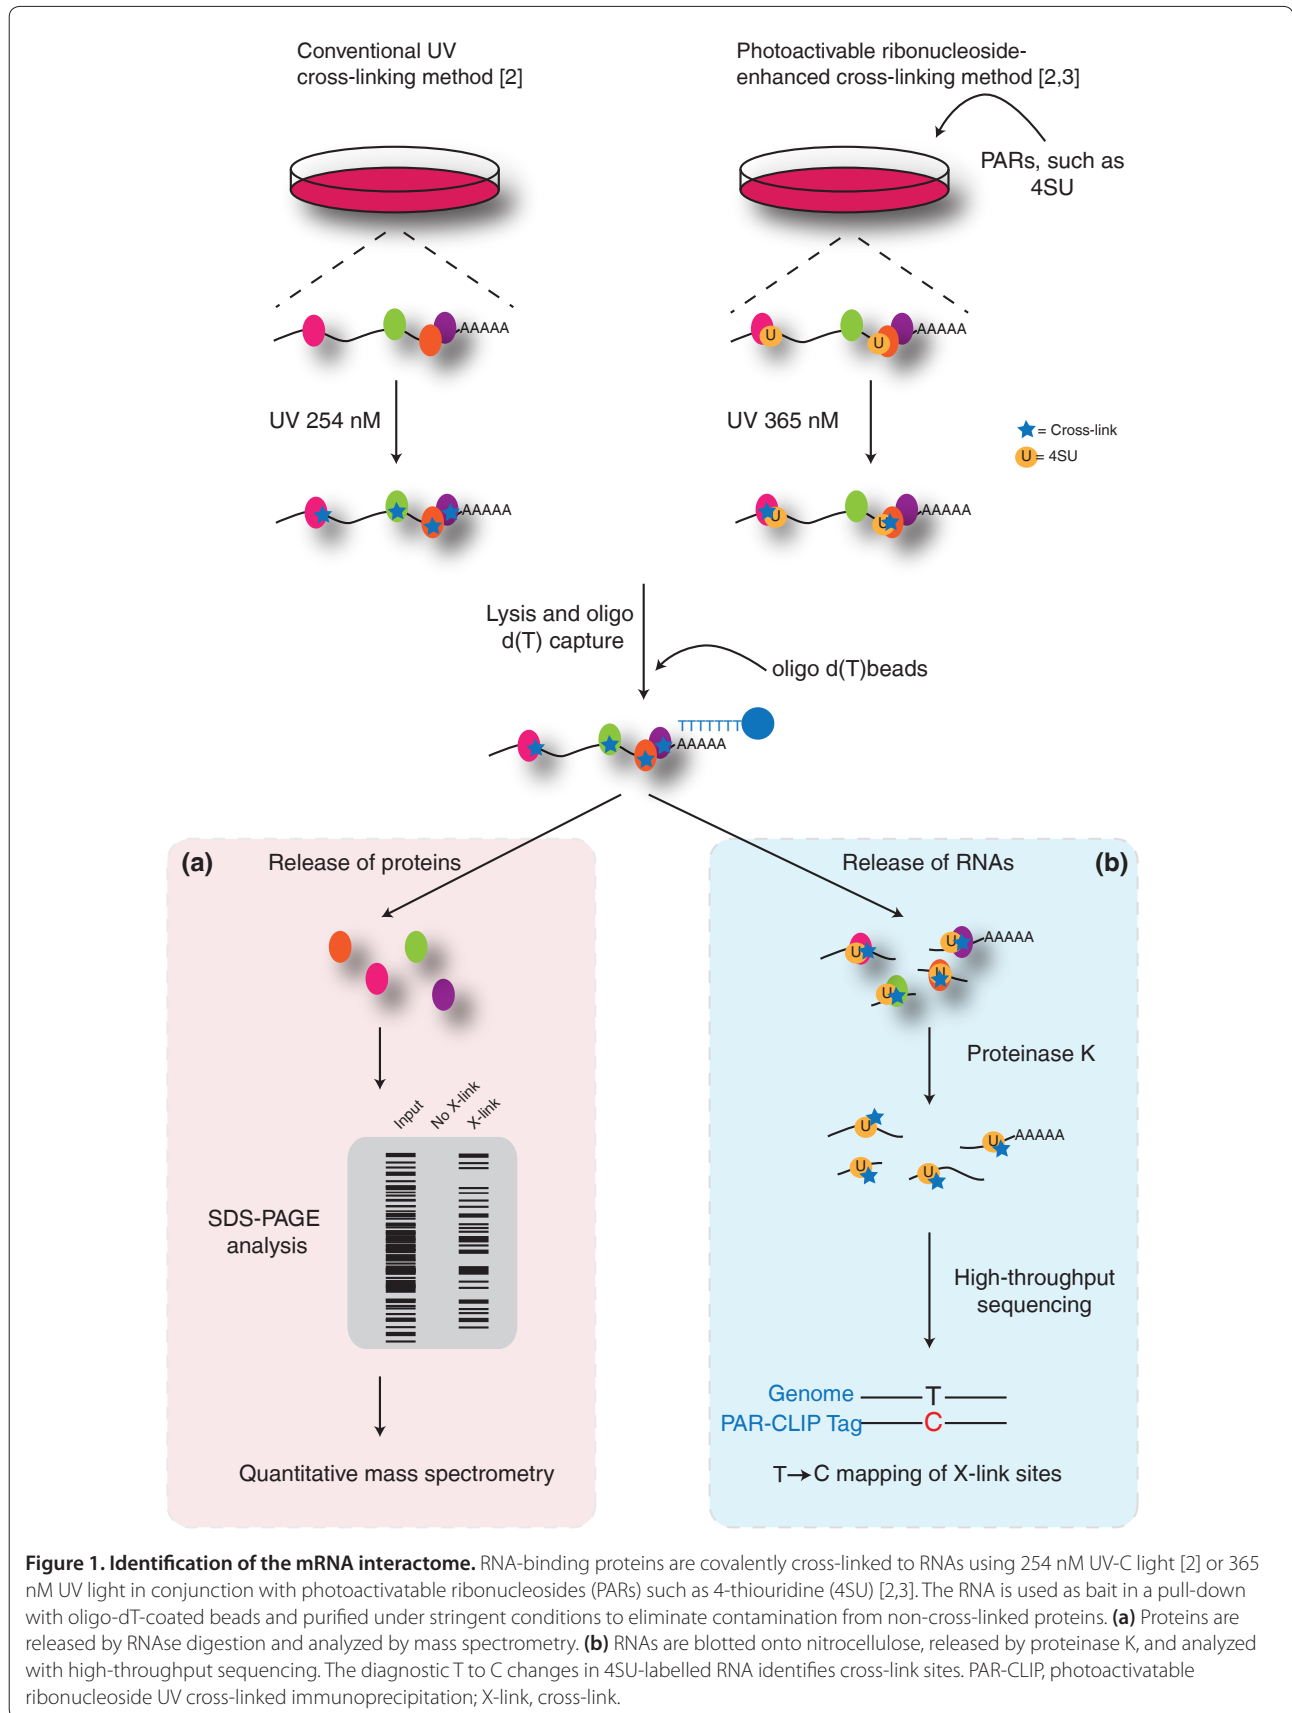 Conventional UV
cross-linking method [2]
Photoactivable ribonucleoside-
enhanced cross-linking method [2,3]
PARs, such as
4SU
AAAAA
U
U
AAAAA
UV 254 nM
UV 365 nM
= Cross-link
U = 4SU
AAAAA
U
U
AAAAA
Lysis and oligo
d(T) capture
oligo d(T)beads
TTTTTTT
AAAAA
(a)
Release of proteins
Input
No X-link
X-link
SDS-PAGE
analysis
Quantitative mass spectrometry
Release of RNAs
(b)
U
U
AAAAA
U
U
Proteinase K
U
U
AAAAA
U
U
High-throughput
sequencing
Genome
T
PAR-CLIP Tag
C
T→C mapping of X-link sites
Figure 1. Identification of the mRNA interactome. RNA-binding proteins are covalently cross-linked to RNAs using 254 nM UV-C light [2] or 365
nM UV light in conjunction with photoactivatable ribonucleosides (PARs) such as 4-thiouridine (4SU) [2,3]. The RNA is used as bait in a pull-down
with oligo-dT-coated beads and purified under stringent conditions to eliminate contamination from non-cross-linked proteins. (a) Proteins are
released by RNAse digestion and analyzed by mass spectrometry. (b) RNAs are blotted onto nitrocellulose, released by proteinase K, and analyzed
with high-throughput sequencing. The diagnostic T to C changes in 4SU-labelled RNA identifies cross-link sites. PAR-CLIP, photoactivatable
ribonucleoside UV cross-linked immunoprecipitation; X-link, cross-link.